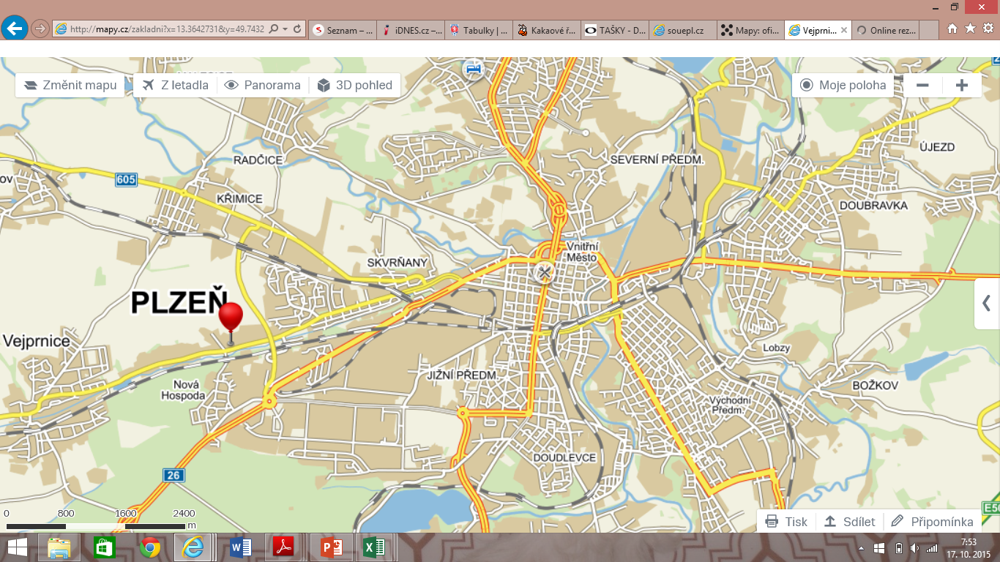 http://mapy.cz/zakladni?x=13.3642731&y=49.7432
Seznam – ...
iDNES.cz –...
Tabulky | ...
Kakaové ř...
TAŠKY - D...
souepl.cz
Mapy: ofi...
Vejprni...
Online rez...
Změnit mapu
Z letadla
Panorama
3D pohled
Moje poloha
RADČICE
SEVERNÍ PŘEDM.
ÚJEZD
ov
605
KŘIMICE
DOUBRAVKA
Vnitřní
Město
SKVRŇANY
PLZEŇ
Vejprnice
Lobzy
JIŽNÍ PŘEDM.
Nová
Hospoda
BOŽKOV
Východní
Předm.
DOUDLEVCE
26
E50
0 800 1600 2400
m
Tisk
Sdílet
Připomínka
7:53
17. 10. 2015